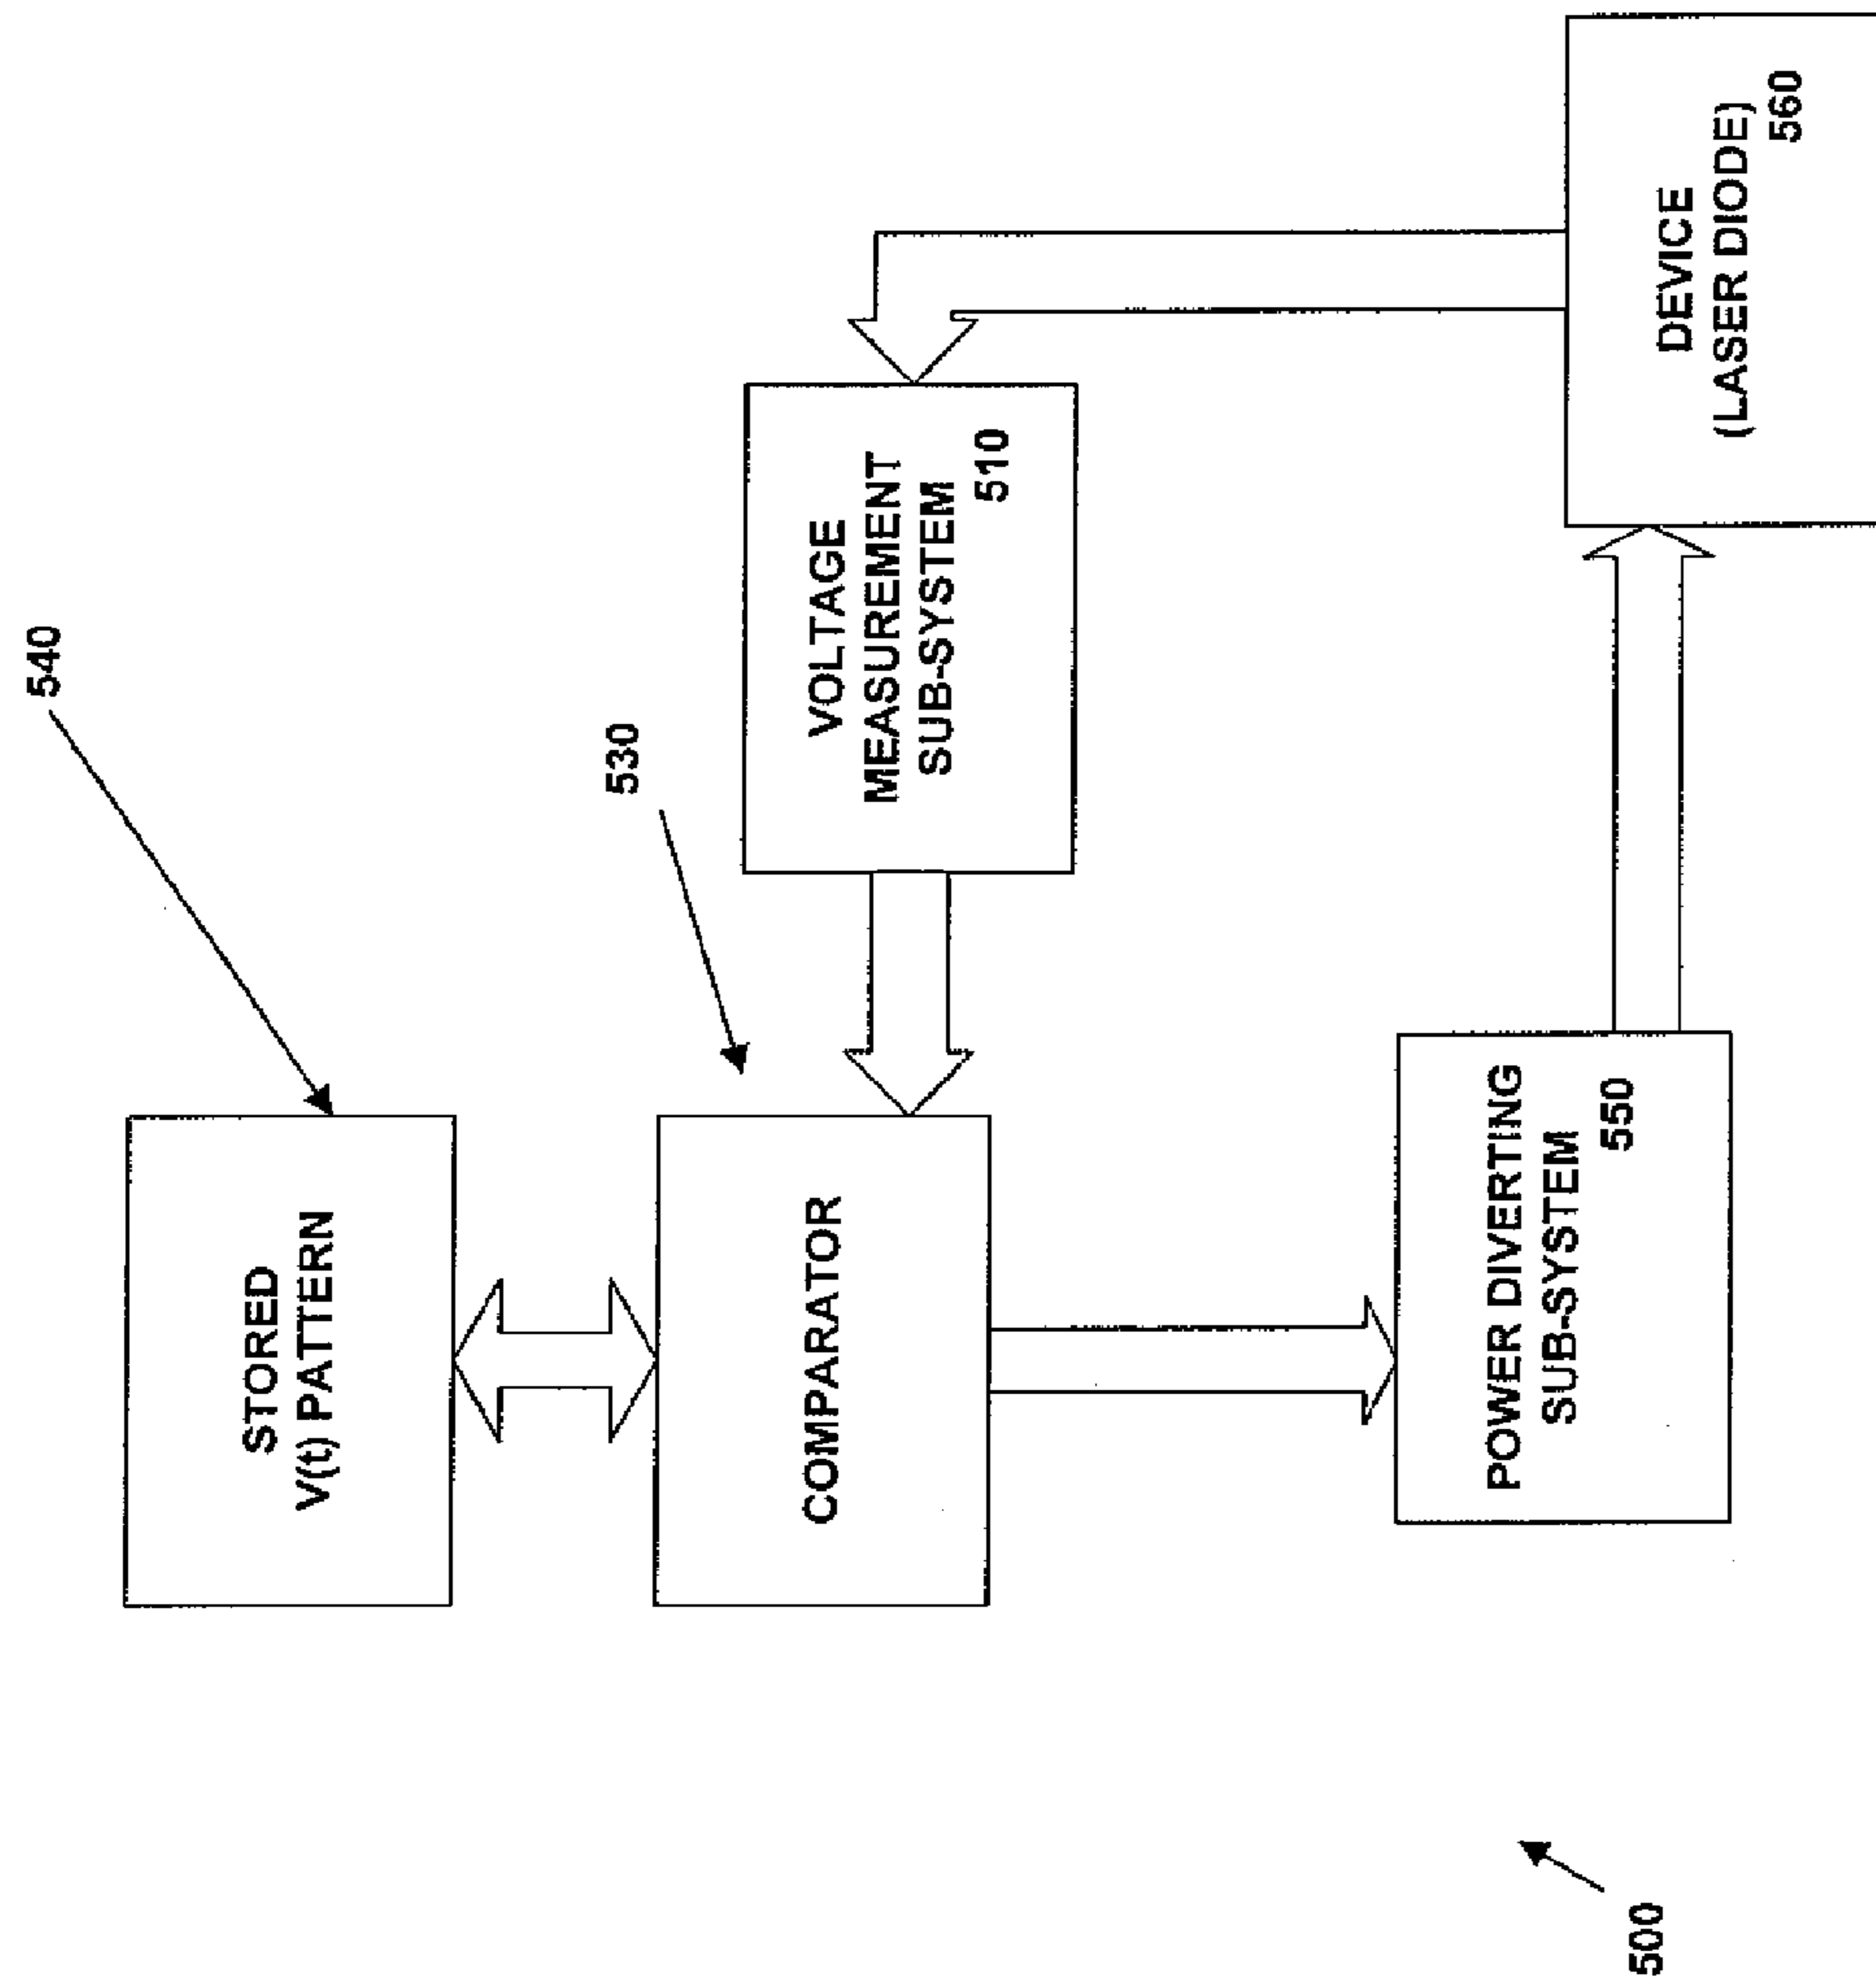 540
STORED
V(t) PATTERN
530
COMPARATOR
VOLTAGE
MEASUREMENT
SUB-SYSTEM
510
POWER DIVERTING
SUB-SYSTEM
550
DEVICE
(LASER DIODE)
560
500